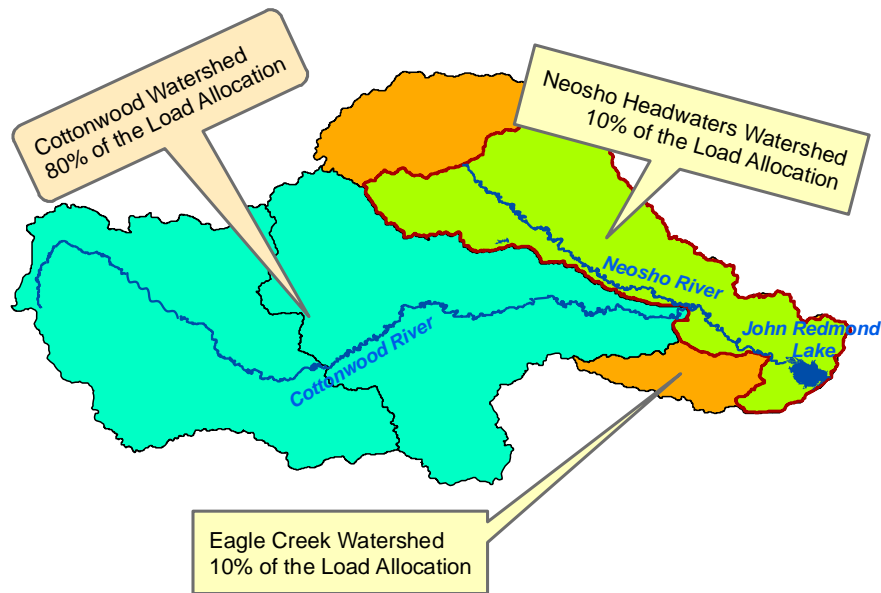 Cottonwood Watershed
80% of the Load Allocation
Neosho Headwaters Watershed
10% of the Load Allocation
Neosho River
John Redmond
Lake
Cottonwood River
Eagle Creek Watershed
10% of the Load Allocation